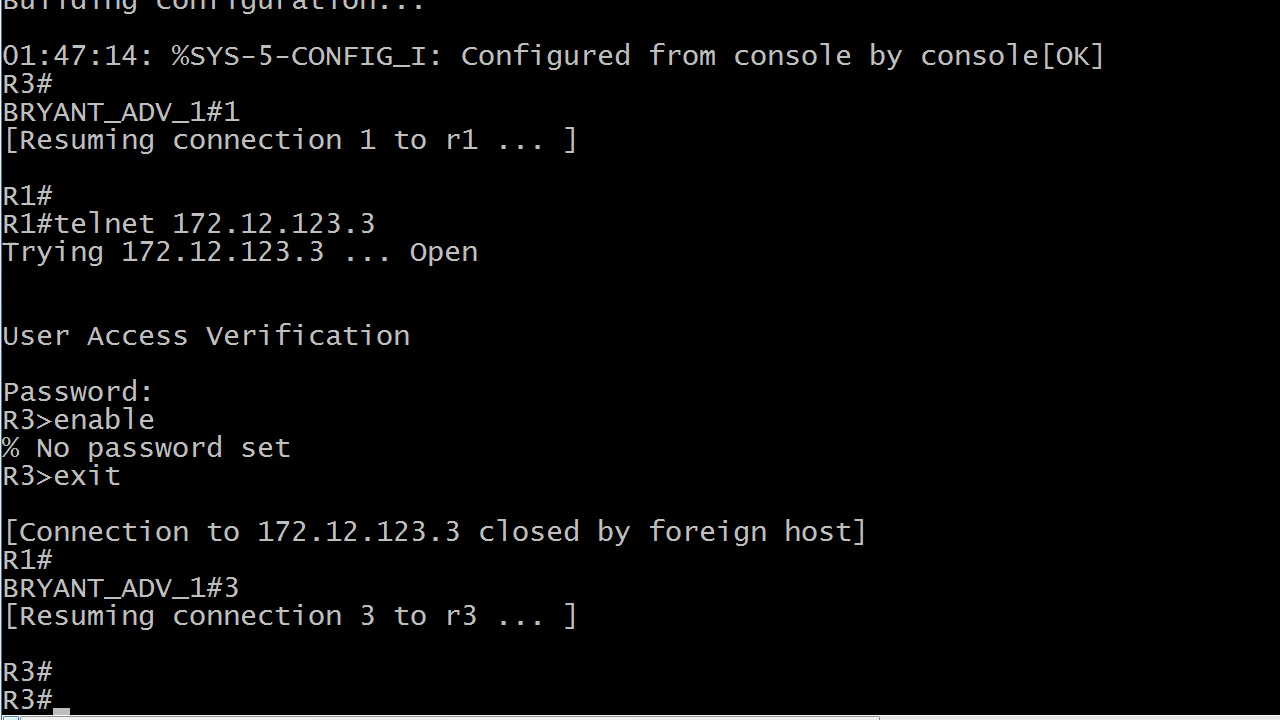 Building configuration...
01:47:14: %SYS-5-CONFIG_I: Configured from console by console[OK]
R3#
BRYANT_ADV_1#1
[Resuming connection 1 to r1 ... ]
R1#
R1#telnet 172.12.123.3
Trying 172.12.123.3 ... Open
User Access Verification
Password:
R3>enable
% No password set
R3>exit
[Connection to 172.12.123.3 closed by foreign host]
R1#
BRYANT_ADV_1#3
[Resuming connection 3 to r3 ... ]
R3#
R3#